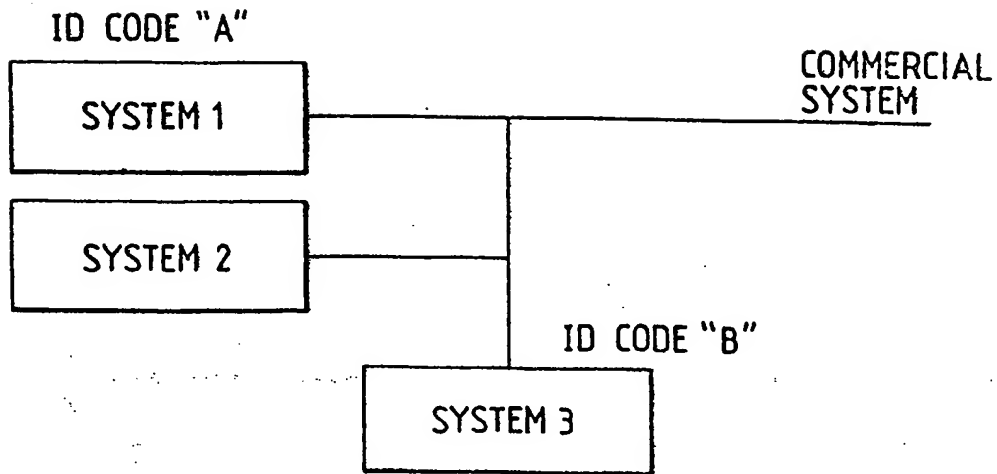 ID CODE "A"
SYSTEM 1
COMMERCIAL
SYSTEM
SYSTEM 2
ID CODE "B"
SYSTEM 3